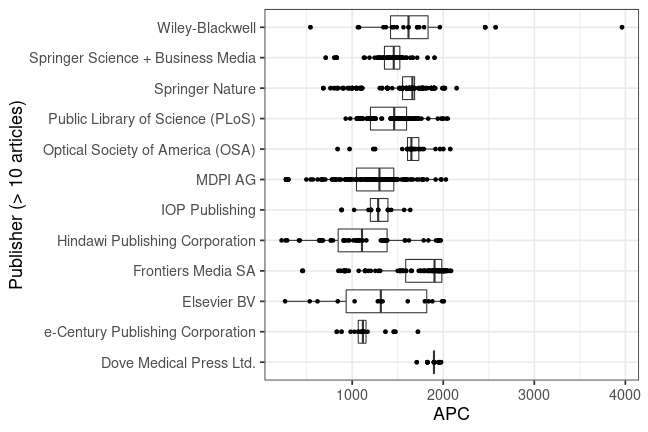 Publisher (> 10 articles)
Wiley-Blackwell
Springer Science + Business Media
Springer Nature
Public Library of Science (PLoS)
Optical Society of America (OSA)
MDPI AG
IOP Publishing
Hindawi Publishing Corporation
Frontiers Media SA
Elsevier BV
e-Century Publishing Corporation
Dove Medical Press Ltd.
1000 2000 3000 4000
APC